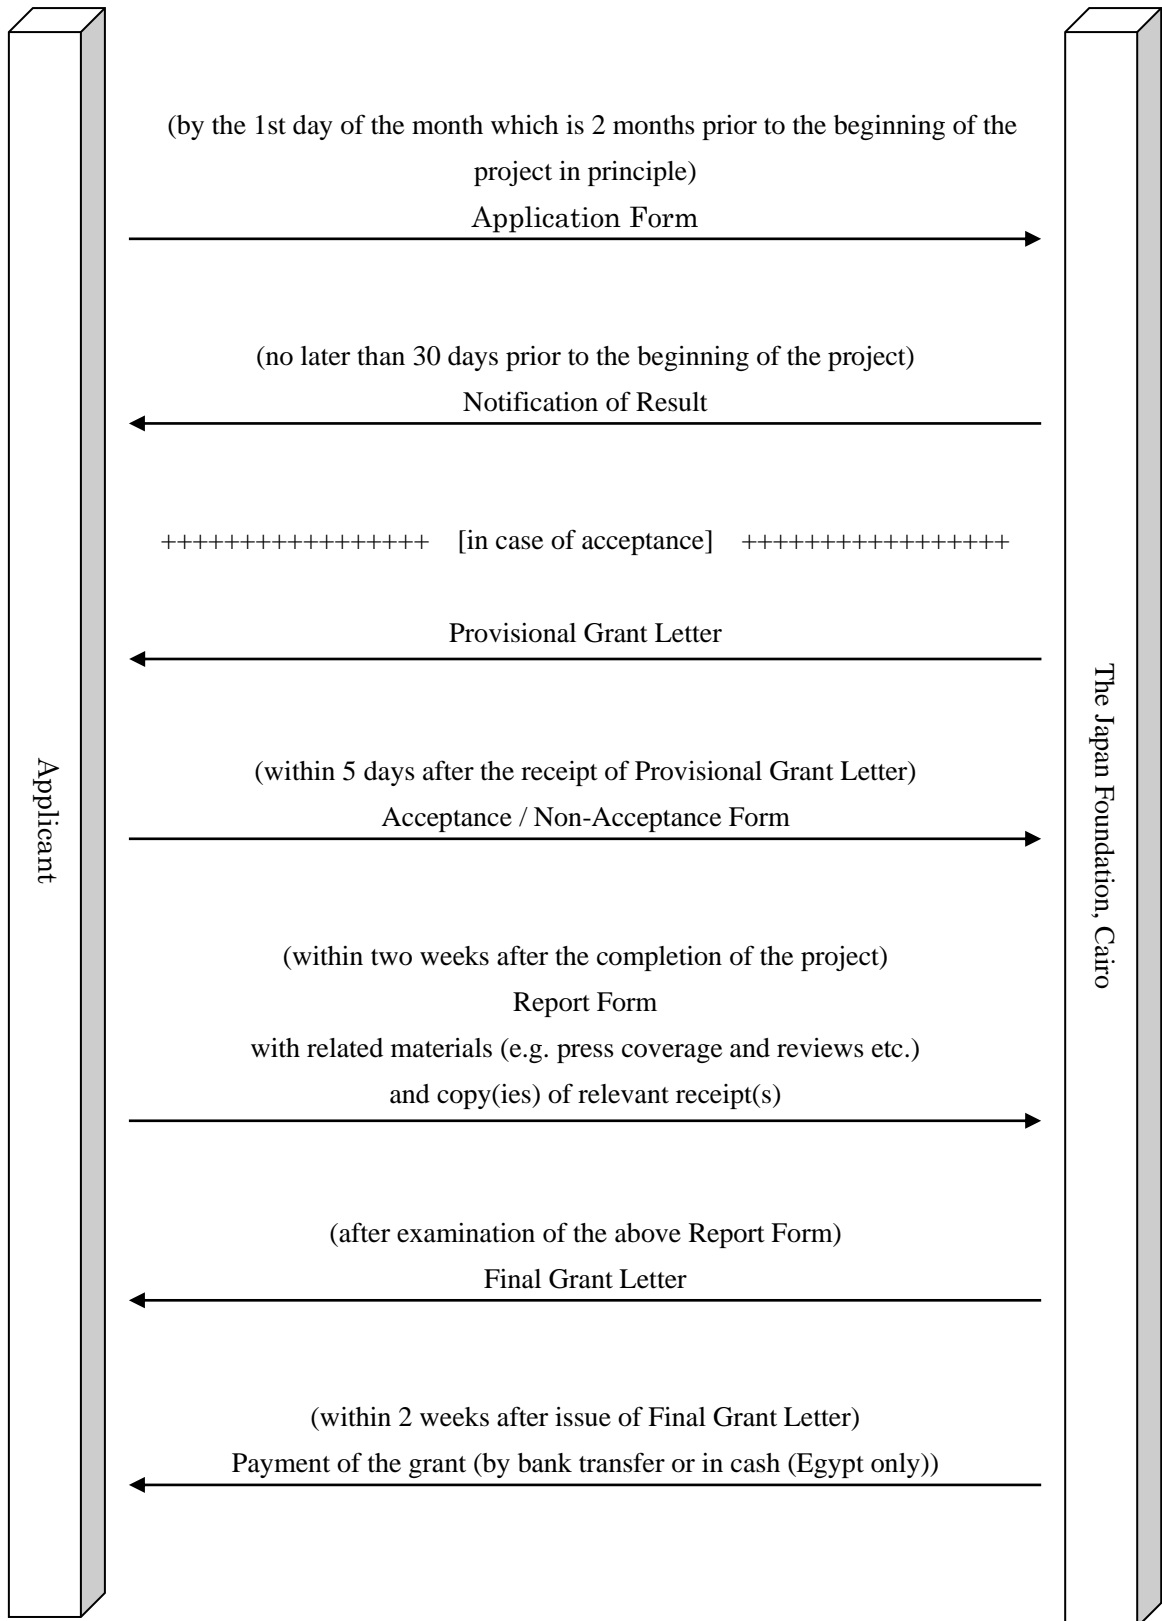 (by the 1st day of the month which is 2 months prior to the beginning of the
project in principle)
Application Form
(no later than 30 days prior to the beginning of the project)
Notification of Result
+++++++++++++++++ [in case of acceptance] +++++++++++++++++
Provisional Grant Letter
(within 5 days after the receipt of Provisional Grant Letter)
Acceptance / Non-Acceptance Form
(within two weeks after the completion of the project)
Report Form
with related materials (e.g. press coverage and reviews etc.)
and copy(ies) of relevant receipt(s)
(after examination of the above Report Form)
Final Grant Letter
(within 2 weeks after issue of Final Grant Letter)
Payment of the grant (by bank transfer or in cash (Egypt only))
Applicant
The Japan Foundation, Cairo